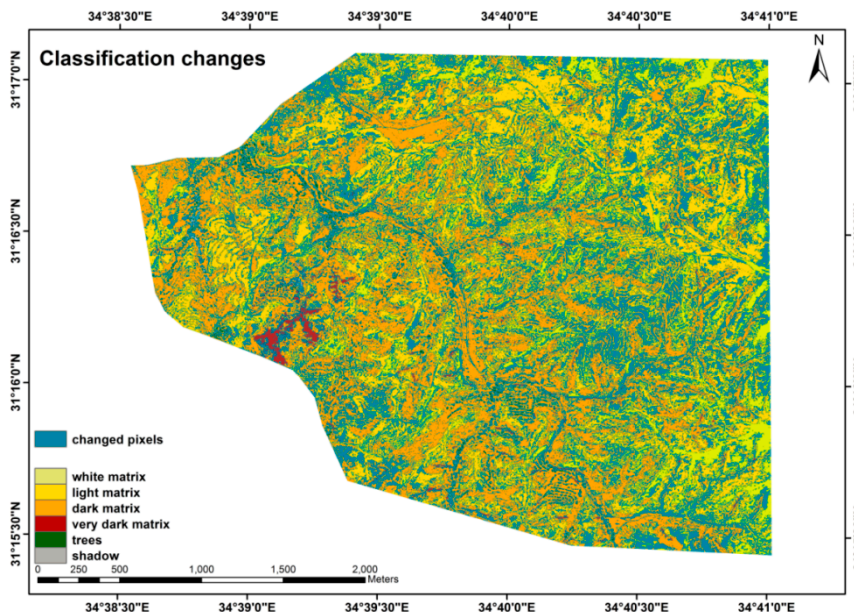 34°38'30"E 34°39'0"E 34°39'30"E 34°40'0"E 34°40'30"E 34°41'0"E
Classification changes
N
31°17'0"N
31°16'30"N
31°16'0"N
31°15'30"N
changed pixels
white matrix
light matrix
dark matrix
very dark matrix
trees
shadow
0 250 500 1,000 1,500 2,000
Meters
34°38'30"E 34°39'0"E 34°39'30"E 34°40'0"E 34°40'30"E 34°41'0"E